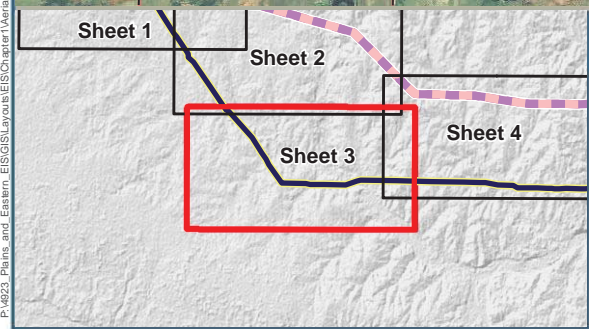 Sheet 1
Sheet 2
Sheet 3
Sheet 4
P:\4923_Plains_and_Eastern_EIS\GIS\Layouts\EIS\Chapter1\Aeria